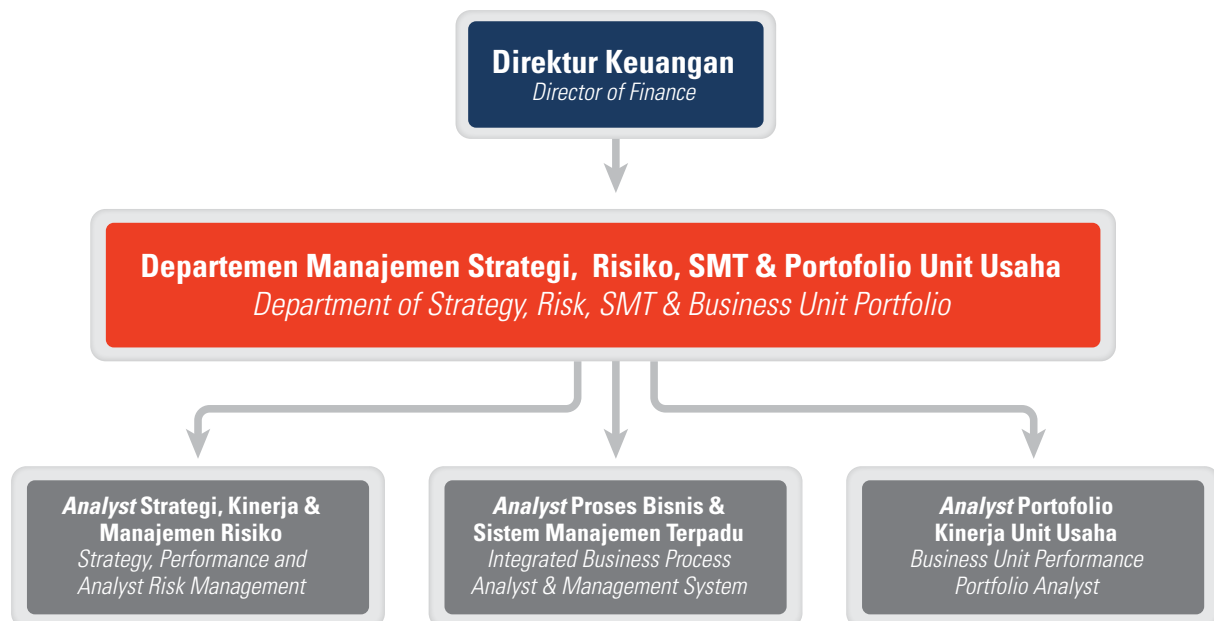 Direktur Keuangan
Director of Finance
Departemen Manajemen Strategi, Risiko, SMT & Portofolio Unit Usaha
Department of Strategy, Risk, SMT & Business Unit Portfolio
Analyst Strategi, Kinerja &
Manajemen Risiko
Strategy, Performance and
Analyst Risk Management
Analyst Proses Bisnis &
Sistem Manajemen Terpadu
Integrated Business Process
Analyst & Management System
Analyst Portofolio
Kinerja Unit Usaha
Business Unit Performance
Portfolio Analyst